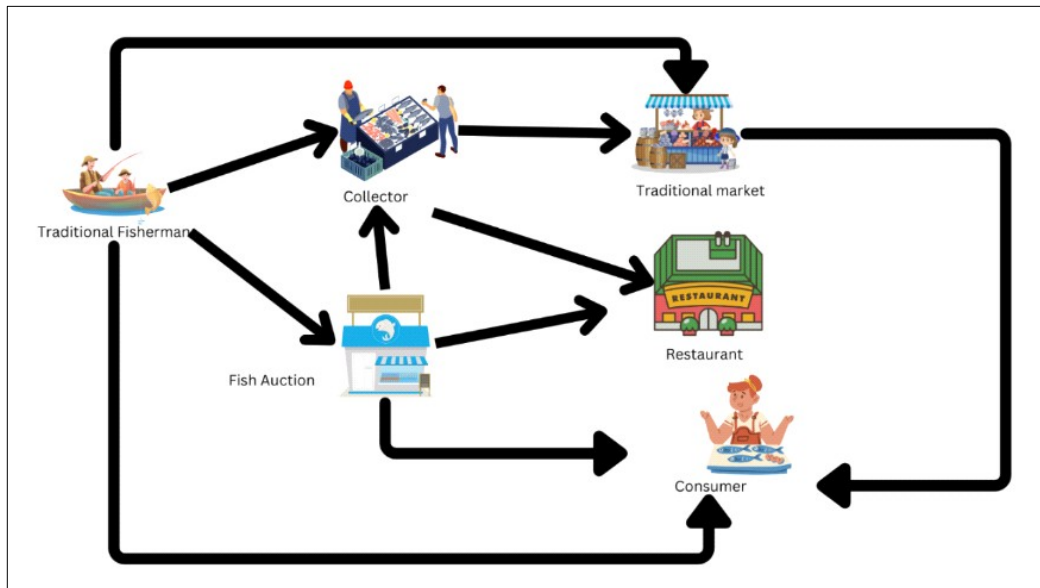 Collector
Traditional market
Traditional Fisherman
RESTAURANT
Restaurant
Fish Auction
Consumer